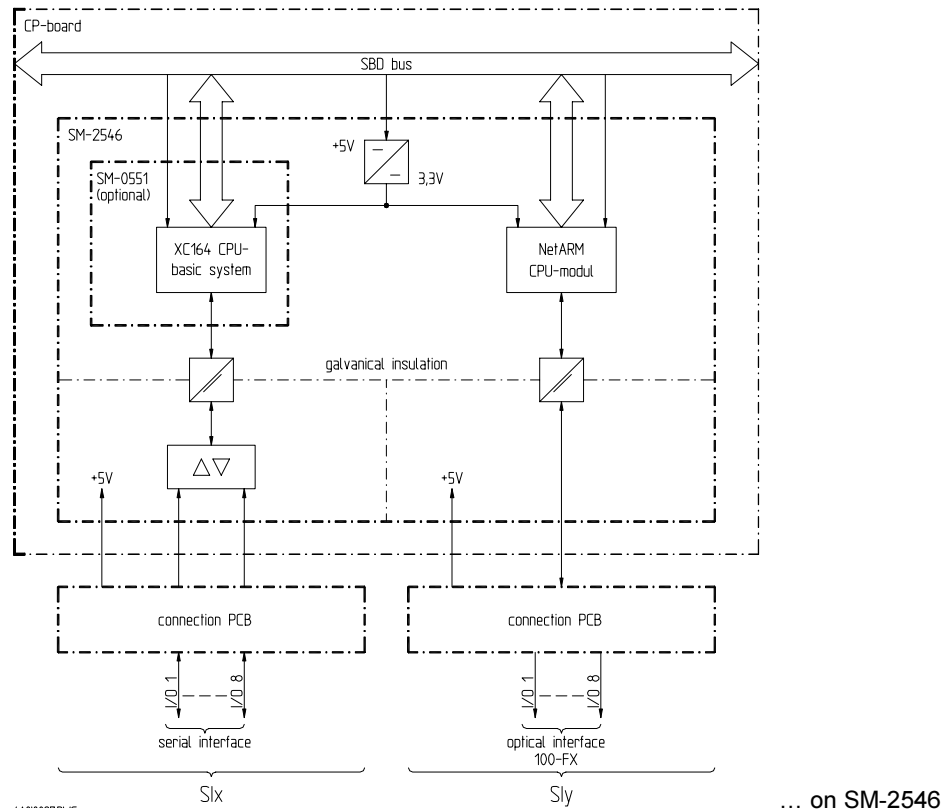 CP-board
SBD bus
SM-2546
+5V
3,3V
SM-0551
(optional)
XC164 CPU-
basic system
NetARM
CPU-modul
galvanical insulation
+5V
+5V
connection PCB
connection PCB
I/O 1
I/O 8
I/O 1
I/O 8
serial interface
optical interface
100-FX
SIx
SIy
… on SM-2546